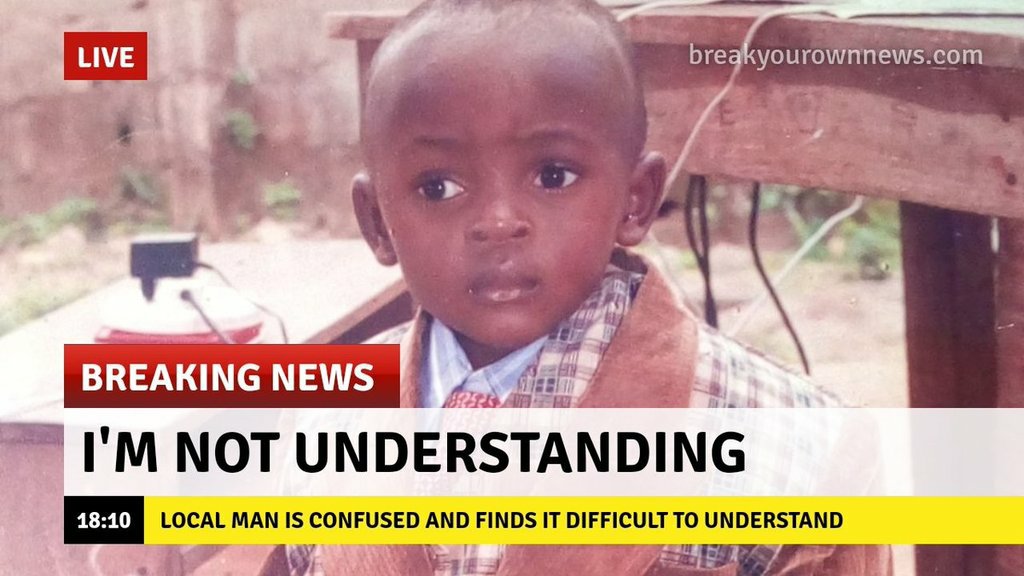 LIVE
breakyourownnews.com
BREAKING NEWS
I'M NOT UNDERSTANDING
18:10 LOCAL MAN IS CONFUSED AND FINDS IT DIFFICULT TO UNDERSTAND